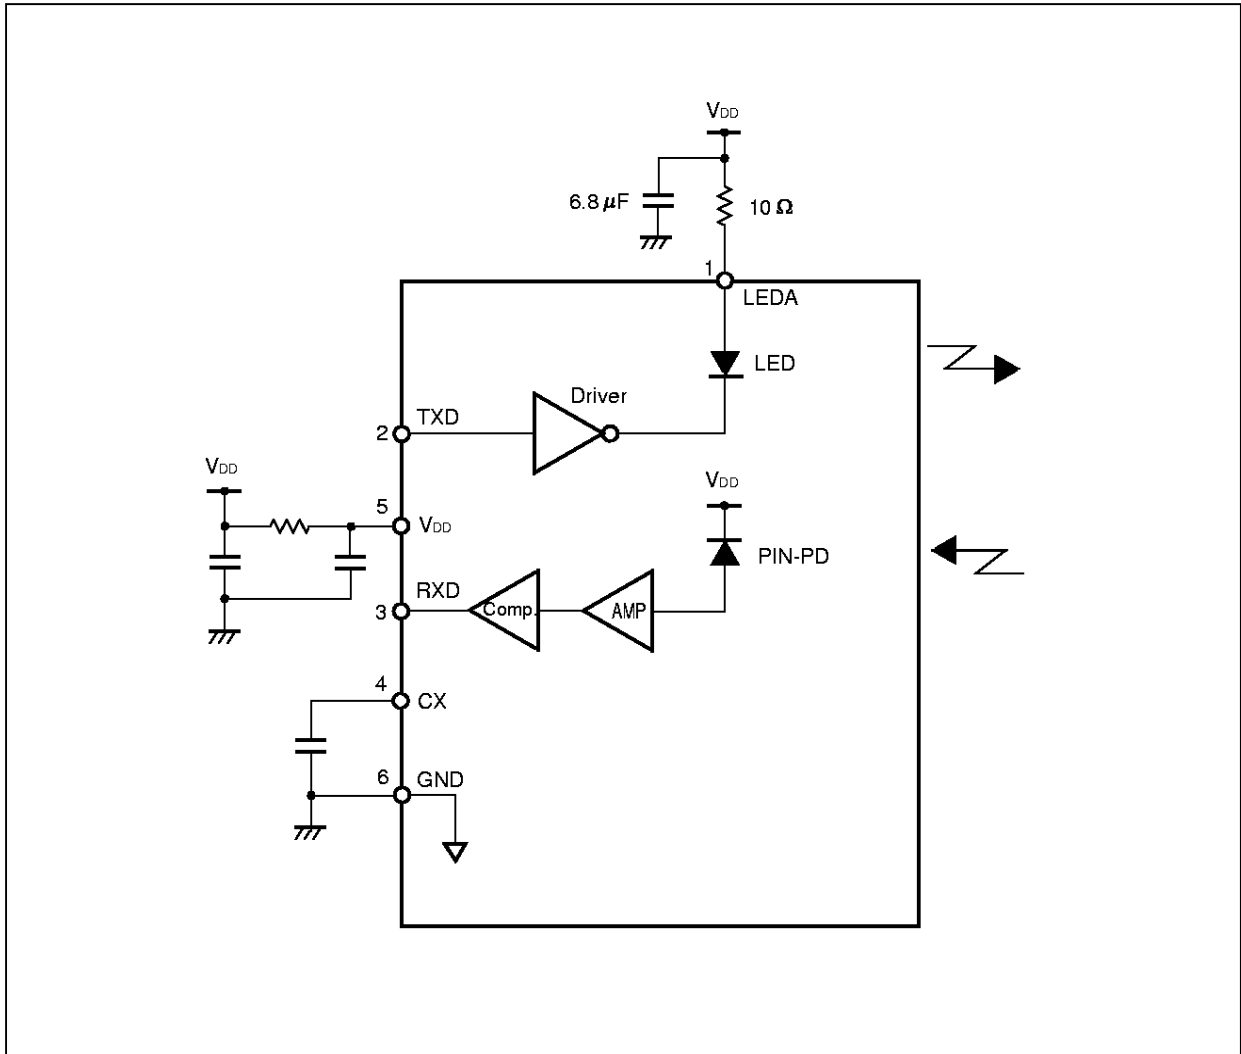 VDD
6.8 μF
10 Ω
1
LEDA
LED
Driver
TXD
2
VDD
VDD
5
VDD
PIN-PD
RXD
Comp.
AMP
3
4
CX
6
GND